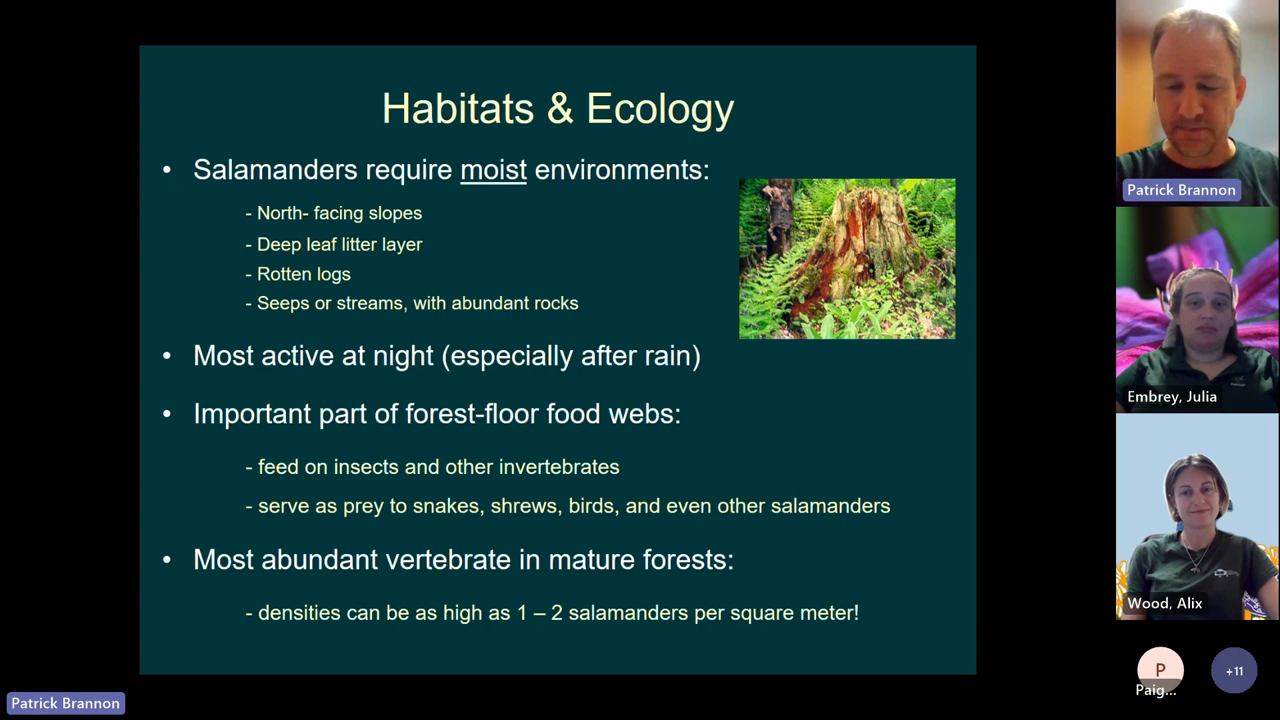 Habitats & Ecology
• Salamanders require moist environments:
- North- facing slopes
- Deep leaf litter layer
- Rotten logs
- Seeps or streams, with abundant rocks
• Most active at night (especially after rain)
• Important part of forest-floor food webs:
- feed on insects and other invertebrates
- serve as prey to snakes, shrews, birds, and even other salamanders
• Most abundant vertebrate in mature forests:
- densities can be as high as 1 – 2 salamanders per square meter!
Patrick Brannon
Embrey, Julia
Wood, Alix
P
Paig...
+11
Patrick Brannon